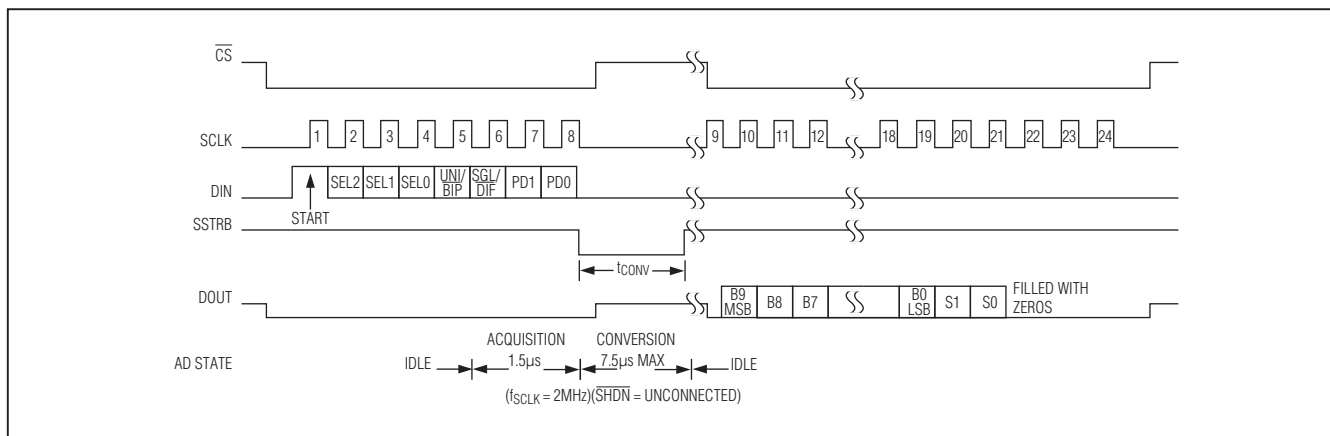 CS
SCLK
1 2 3 4 5 6 7 8 9 10 11 12 18 19 20 21 22 23 24
DIN
SEL2 SEL1 SEL0 UNI/ BIP SGL/ DIF PD1 PD0
START
SSTRB
tCONV
DOUT
B9 MSB B8 B7 B0 LSB S1 S0 FILLED WITH ZEROS
ACQUISITION CONVERSION
AD STATE IDLE 1.5µs 7.5µs MAX IDLE
(fSCLK = 2MHz)(SHDN = UNCONNECTED)